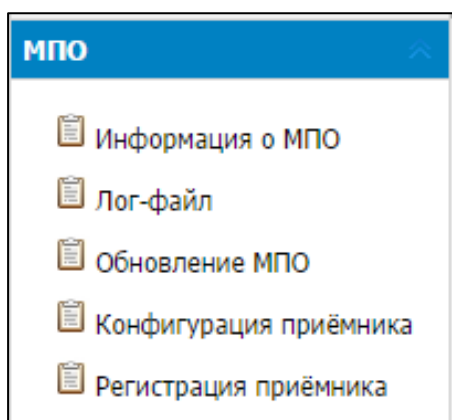 МПО
Информация о МПО
Лог-файл
Обновление МПО
Конфигурация приёмника
Регистрация приёмника